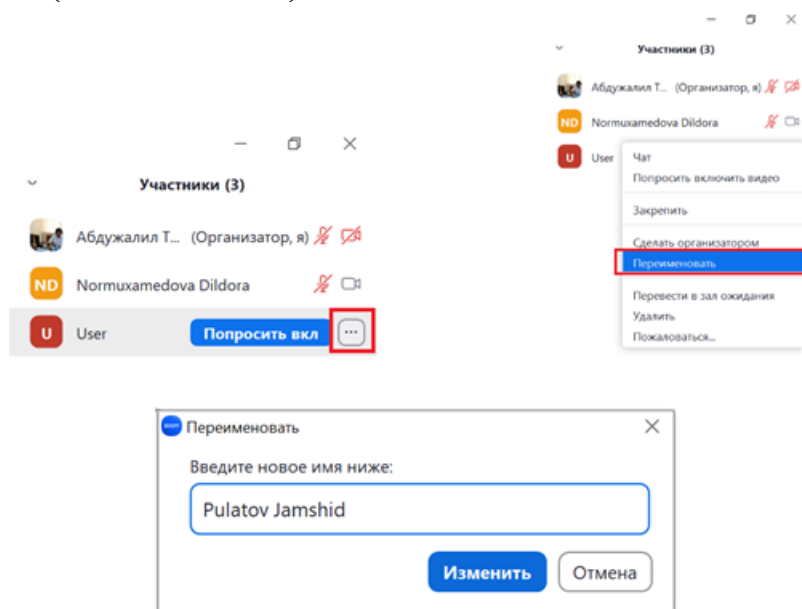 Участники (3)
Абдужалил Т... (Организатор, я)
ND Normuxamedova Dildora
U User Попросить вкл ...
Участники (3)
Абдужалил Т... (Организатор, я)
ND Normuxamedova Dildora
U User
Чат
Попросить включить видео
Закрепить
Сделать организатором
Переименовать
Перевести в зал ожидания
Удалить
Пожаловаться...
zoom Переименовать
Введите новое имя ниже:
Pulatov Jamshid
Изменить Отмена